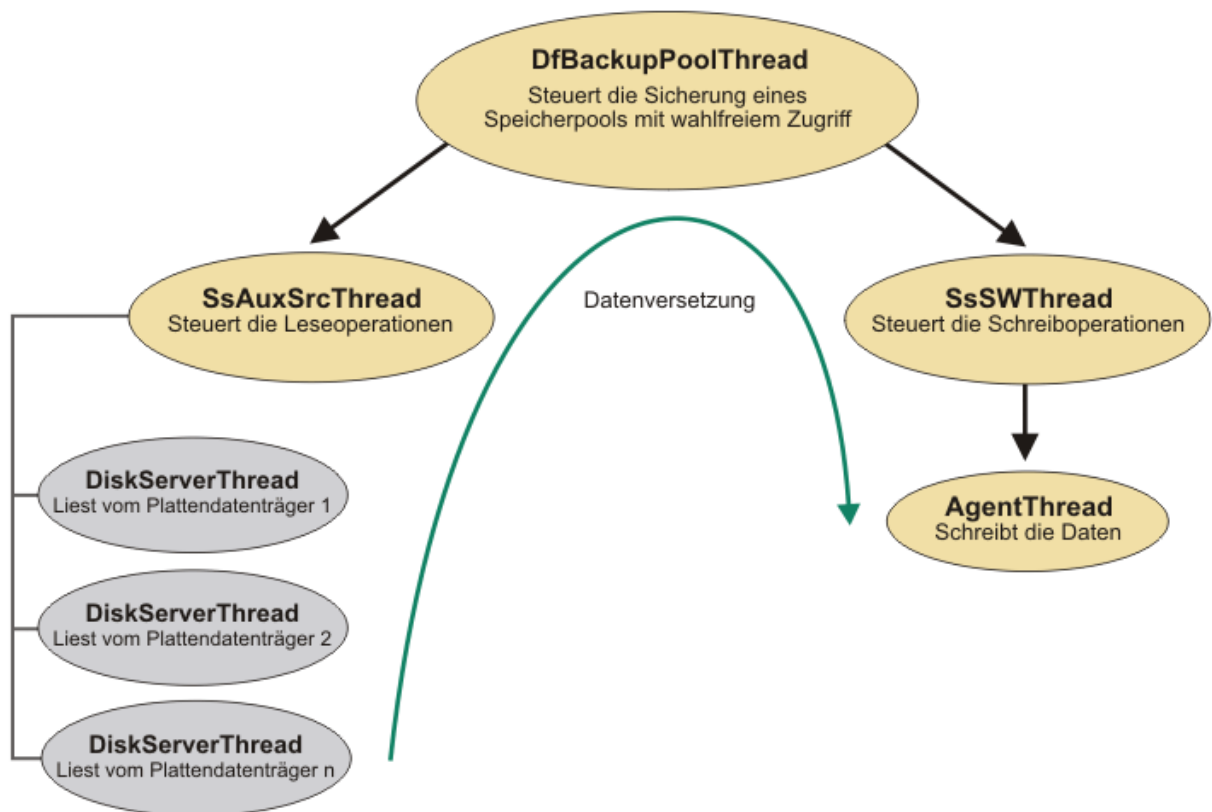 DfBackupPoolThread
Steuert die Sicherung eines
Speicherpools mit wahlfreiem Zugriff
SsAuxSrcThread
Steuert die Leseoperationen
Datenversetzung
SsSWThread
Steuert die Schreiboperationen
DiskServerThread
Liest vom Plattendatenträger 1
AgentThread
Schreibt die Daten
DiskServerThread
Liest vom Plattendatenträger 2
DiskServerThread
Liest vom Plattendatenträger n